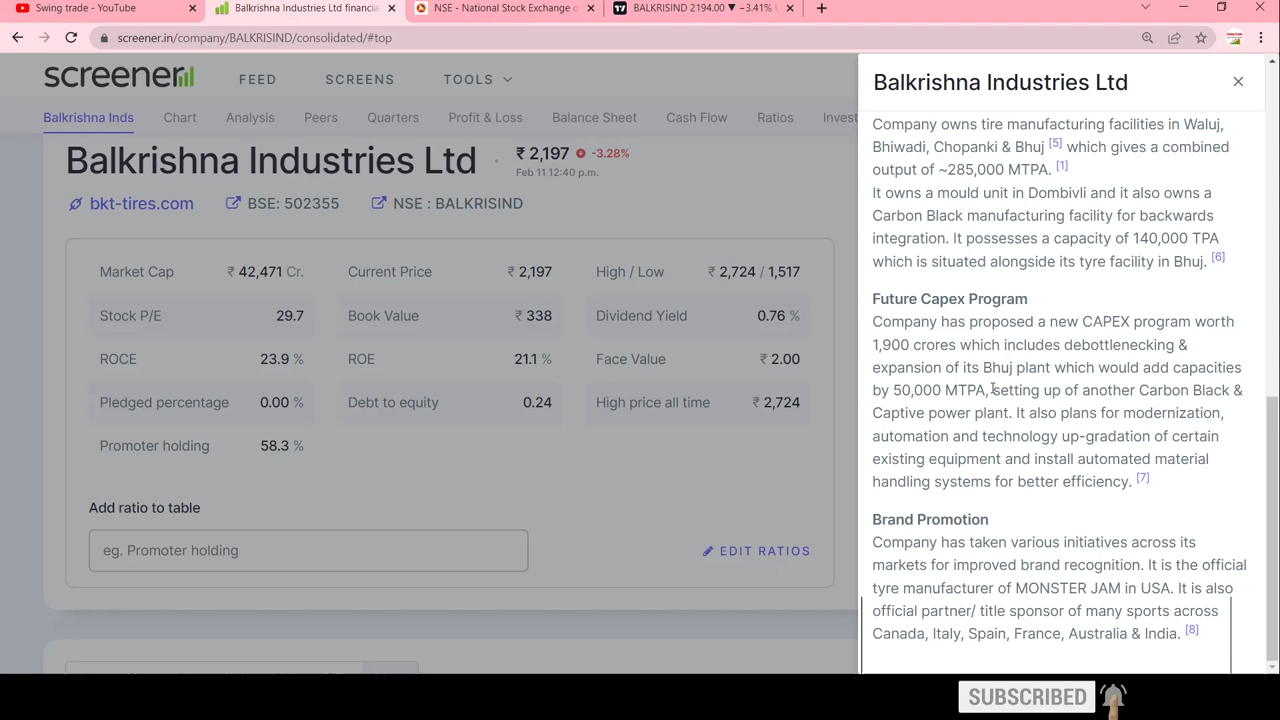 Swing trade - YouTube
Balkrishna Industries Ltd financia
NSE - National Stock Exchange o
BALKRISIND 2194.00 ▼ −3.41%
screener.in/company/BALKRISIND/consolidated/#top
screener
FEED
SCREENS
TOOLS
Balkrishna Inds
Chart
Analysis
Peers
Quarters
Profit & Loss
Balance Sheet
Cash Flow
Ratios
Invest
Balkrishna Industries Ltd
₹ 2,197 -3.28%
Feb 11 12:40 p.m.
bkt-tires.com
BSE: 502355
NSE : BALKRISIND
Market Cap ₹ 42,471 Cr.
Current Price ₹ 2,197
High / Low ₹ 2,724 / 1,517
Stock P/E 29.7
Book Value ₹ 338
Dividend Yield 0.76 %
ROCE 23.9 %
ROE 21.1 %
Face Value ₹ 2.00
Pledged percentage 0.00 %
Debt to equity 0.24
High price all time ₹ 2,724
Promoter holding 58.3 %
Add ratio to table
eg. Promoter holding
EDIT RATIOS
Balkrishna Industries Ltd
Company owns tire manufacturing facilities in Waluj,
Bhiwadi, Chopanki & Bhuj [5] which gives a combined
output of ~285,000 MTPA. [1]
It owns a mould unit in Dombivli and it also owns a
Carbon Black manufacturing facility for backwards
integration. It possesses a capacity of 140,000 TPA
which is situated alongside its tyre facility in Bhuj. [6]
Future Capex Program
Company has proposed a new CAPEX program worth
1,900 crores which includes debottlenecking &
expansion of its Bhuj plant which would add capacities
by 50,000 MTPA, setting up of another Carbon Black &
Captive power plant. It also plans for modernization,
automation and technology up-gradation of certain
existing equipment and install automated material
handling systems for better efficiency. [7]
Brand Promotion
Company has taken various initiatives across its
markets for improved brand recognition. It is the official
tyre manufacturer of MONSTER JAM in USA. It is also
official partner/ title sponsor of many sports across
Canada, Italy, Spain, France, Australia & India. [8]
SUBSCRIBED